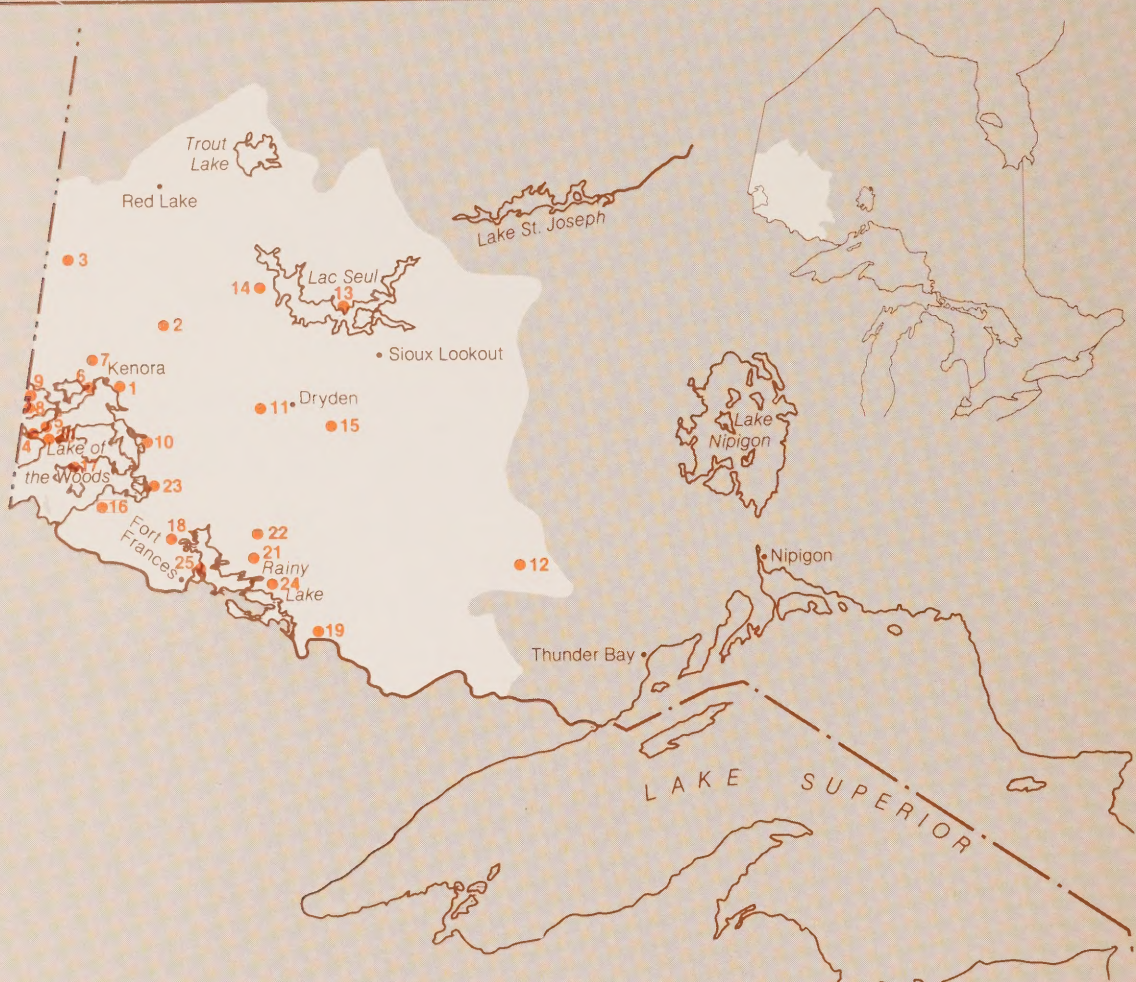 Trout
Lake
Red Lake
Lake St. Joseph
3
14
Lac Seul
13
2
Sioux Lookout
7
Kenora
6
1
9
8
Dryden
11
15
5
10
4
Lake of
the Woods
17
23
16
Lake
Nipigon
18
Fort
Frances
22
21
25
Rainy
Lake
24
12
Nipigon
19
Thunder Bay
LAKE SUPERIOR